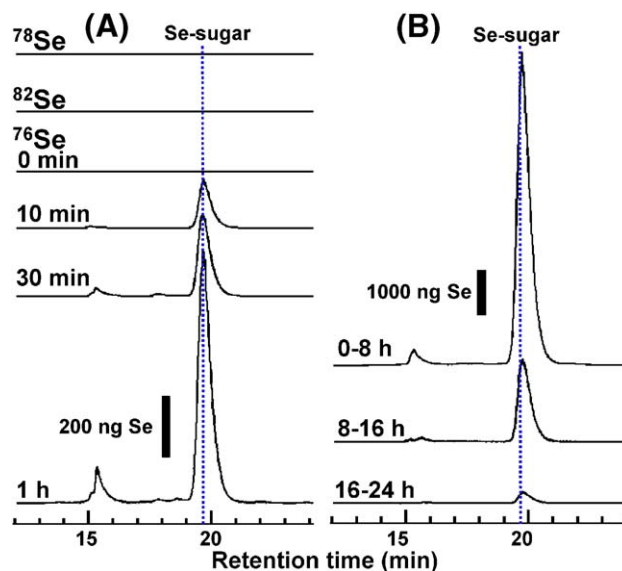 (A)
Se-sugar
78Se
82Se
76Se
0 min
10 min
30 min
200 ng Se
1 h
15
20
(B)
Se-sugar
1000 ng Se
0-8 h
8-16 h
16-24 h
15
20
Retention time (min)